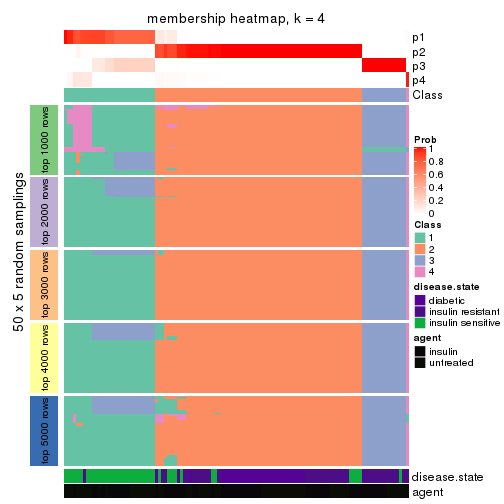 membership heatmap, k = 4
p1
p2
p3
p4
Class
50 x 5 random samplings
top 1000 rows
top 2000 rows
top 3000 rows
top 4000 rows
top 5000 rows
Prob
1
0.8
0.6
0.4
0.2
0
Class
1
2
3
4
disease.state
diabetic
insulin resistant
insulin sensitive
agent
insulin
untreated
disease.state
agent